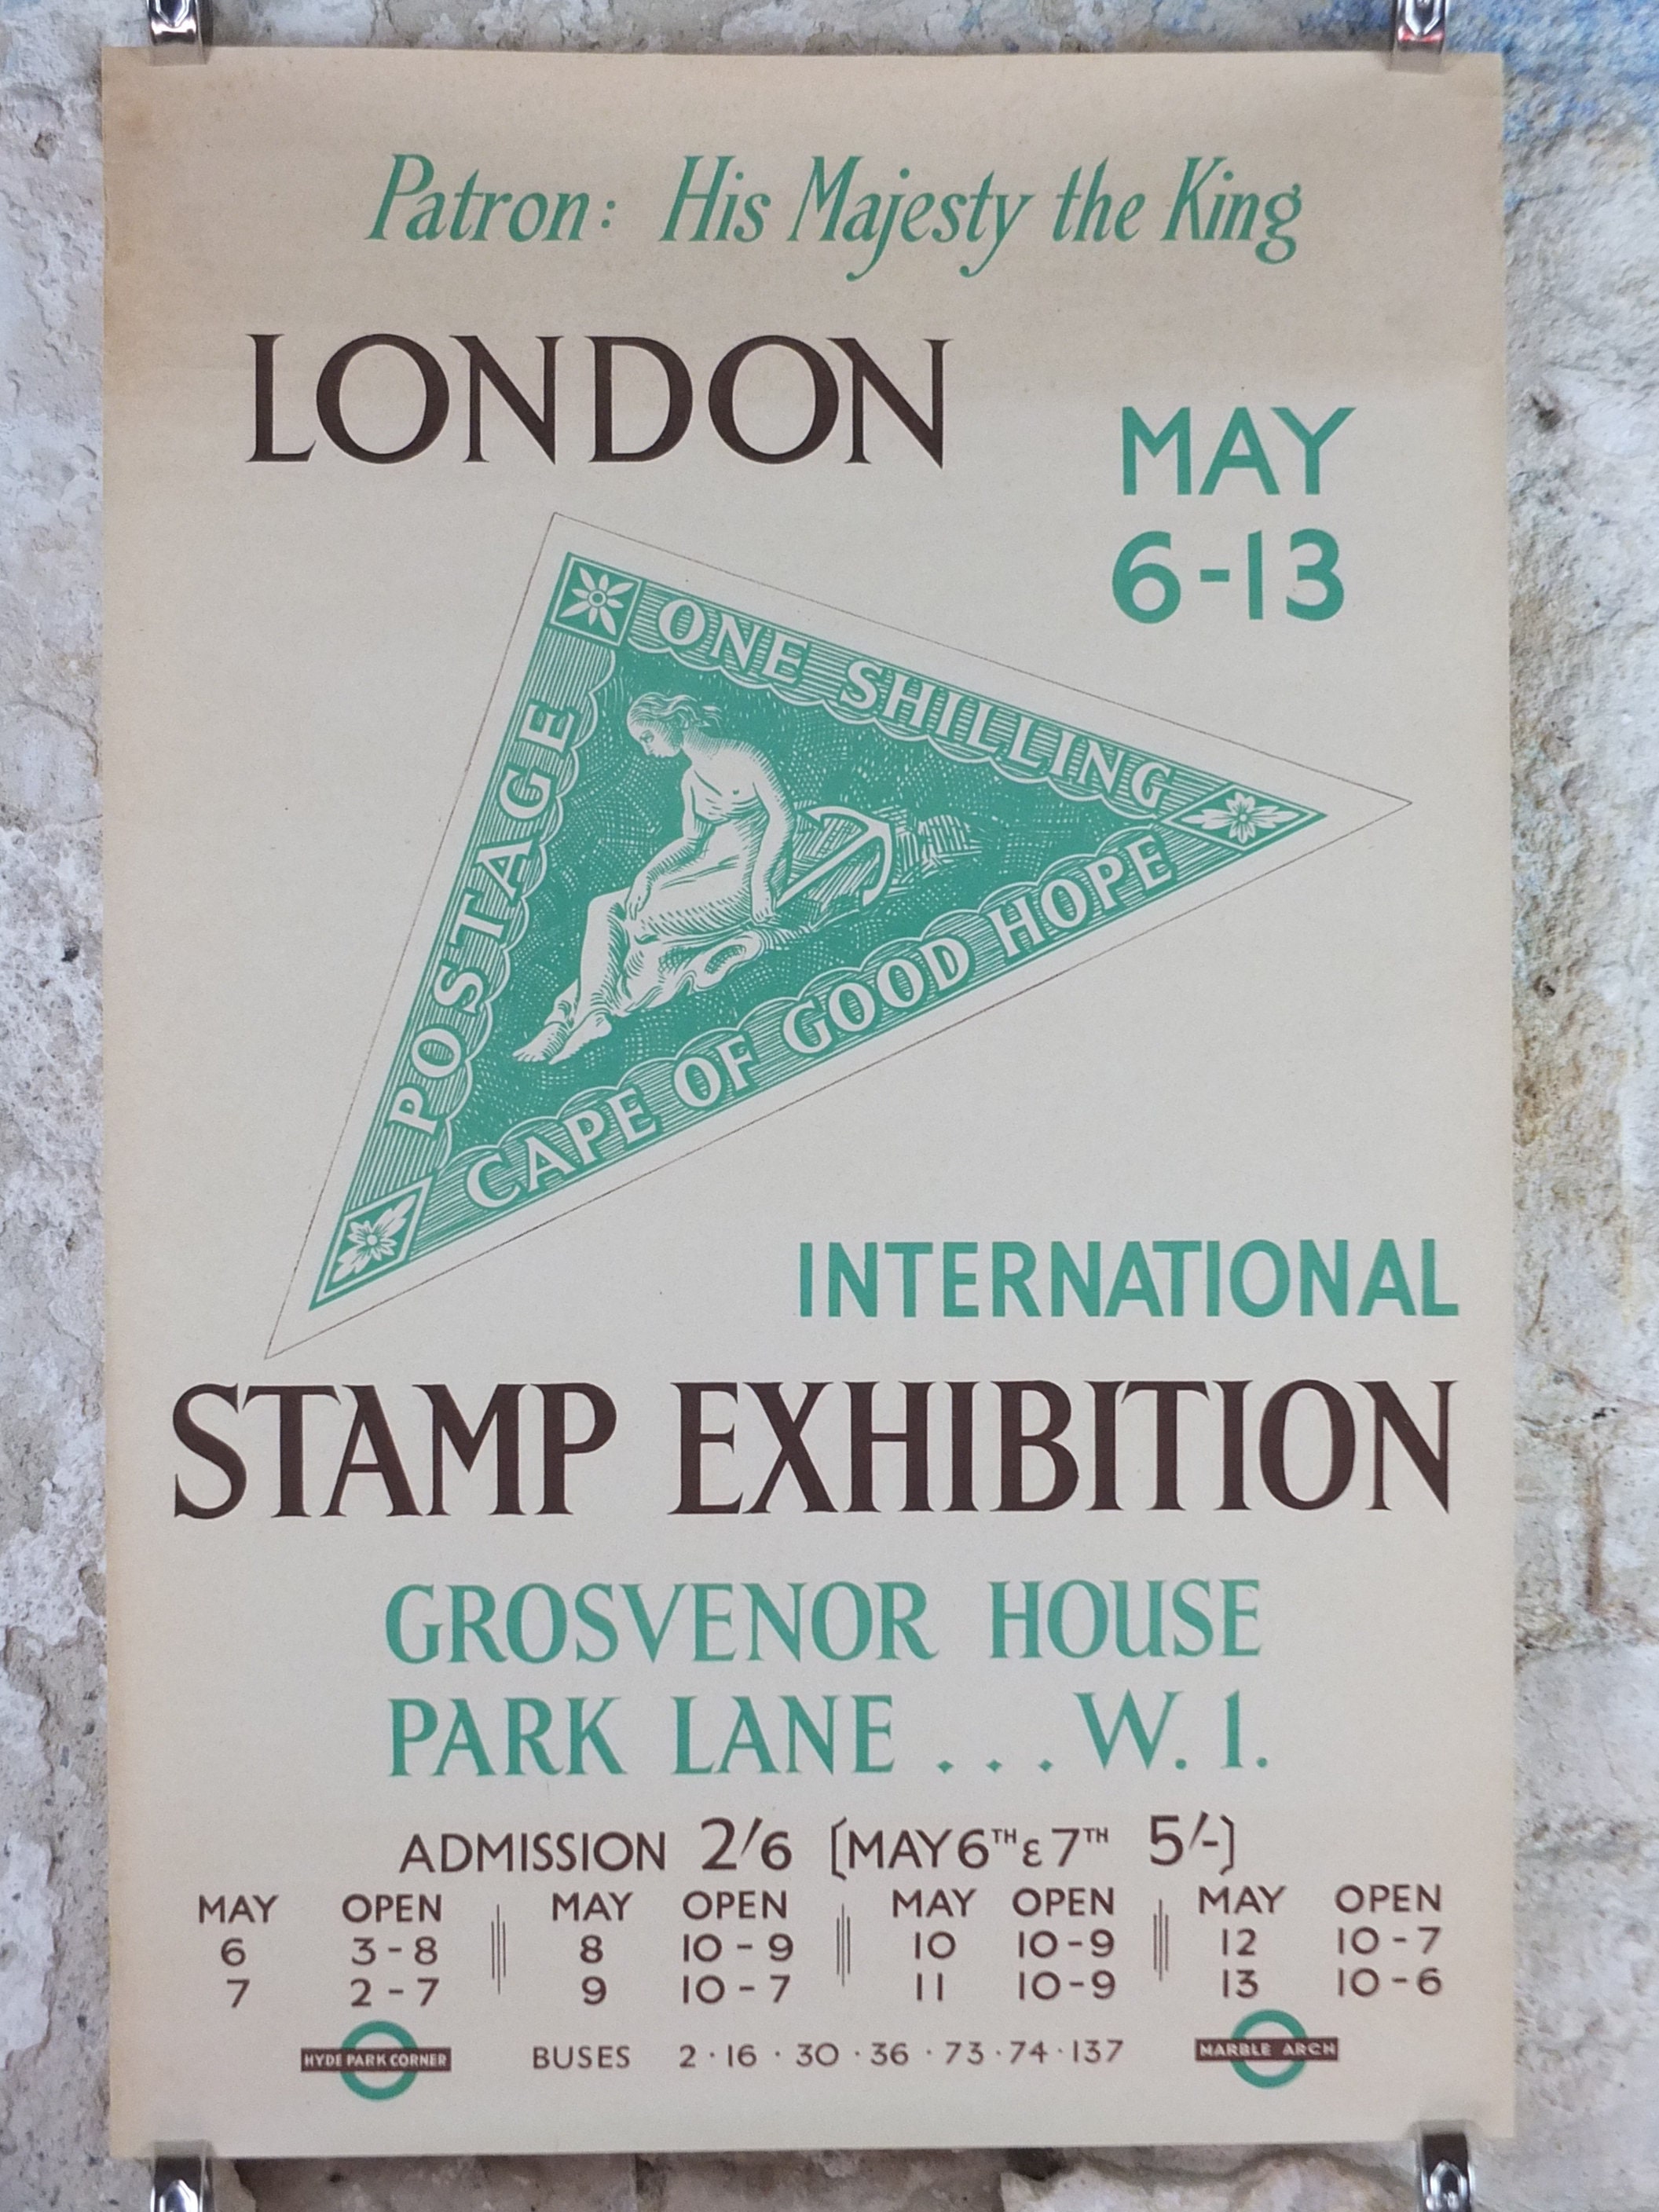 Patron: His Majesty the King
LONDON
MAY
6-13
ONE SHILLING
POSTAGE
CAPE OF GOOD HOPE
INTERNATIONAL
STAMP EXHIBITION
GROSVENOR HOUSE
PARK LANE . . . W. 1.
ADMISSION 2/6 [MAY 6TH & 7TH 5/-]
MAY OPEN MAY OPEN MAY OPEN MAY OPEN
6 3-8 8 10-9 10 10-9 12 10-7
7 2-7 9 10-7 11 10-9 13 10-6
HYDE PARK CORNER BUSES 2·16·30·36·73·74·137 MARBLE ARCH